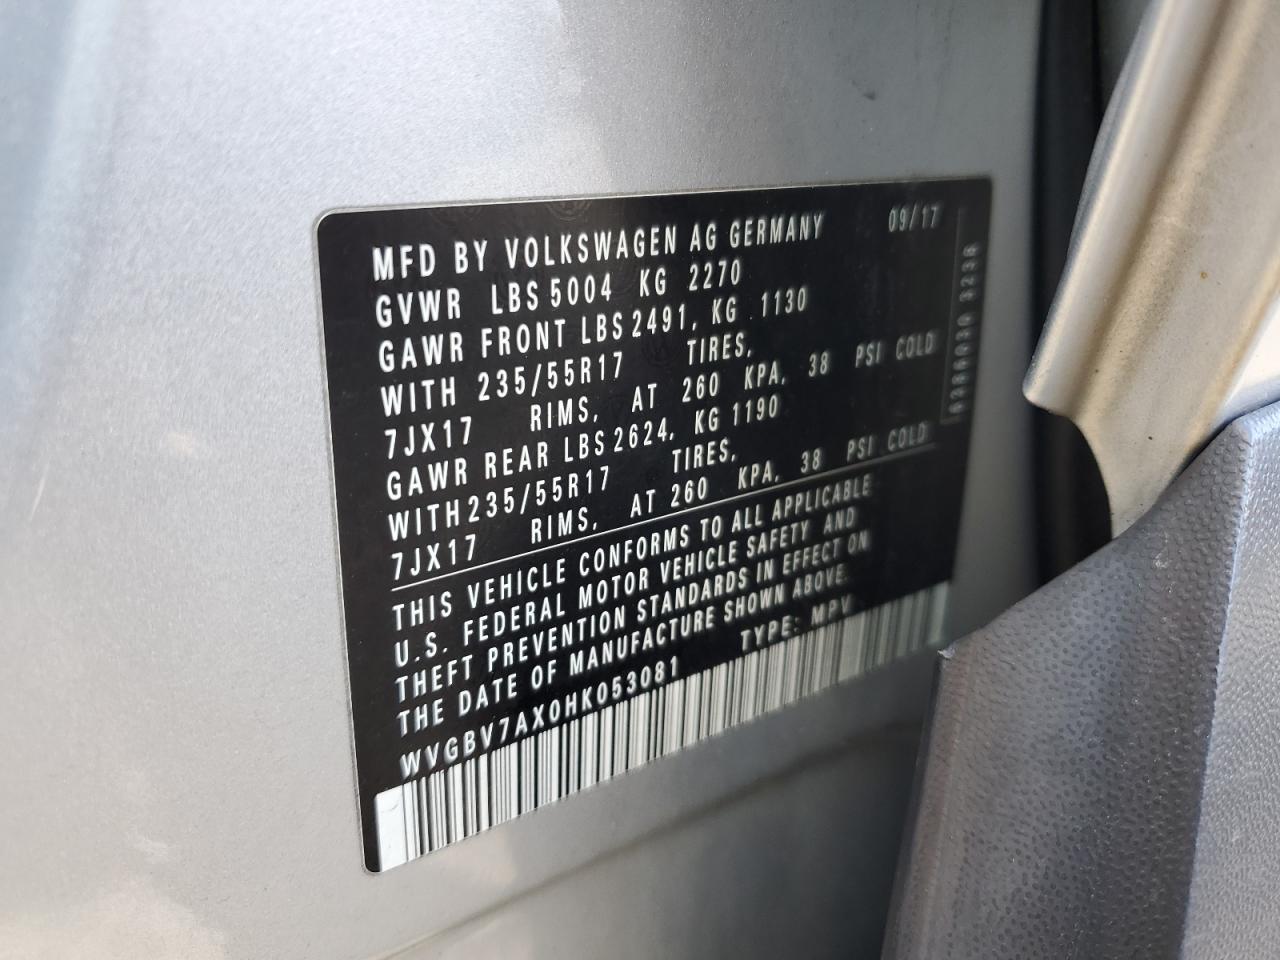 MFD BY VOLKSWAGEN AG GERMANY 09/17
GVWR LBS 5004 KG 2270
GAWR FRONT LBS 2491, KG 1130
WITH 235/55R17 TIRES,
7JX17 RIMS, AT 260 KPA, 38 PSI COLD
GAWR REAR LBS 2624, KG 1190
WITH 235/55R17 TIRES,
7JX17 RIMS, AT 260 KPA, 38 PSI COLD
THIS VEHICLE CONFORMS TO ALL APPLICABLE
U.S. FEDERAL MOTOR VEHICLE SAFETY AND
THEFT PREVENTION STANDARDS IN EFFECT ON
THE DATE OF MANUFACTURE SHOWN ABOVE.
WVGBV7AX0HK053081 TYPE: MPV